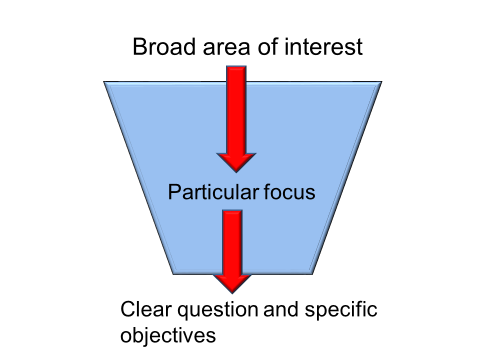 Broad area of interest
Particular focus
Clear question and specific
objectives